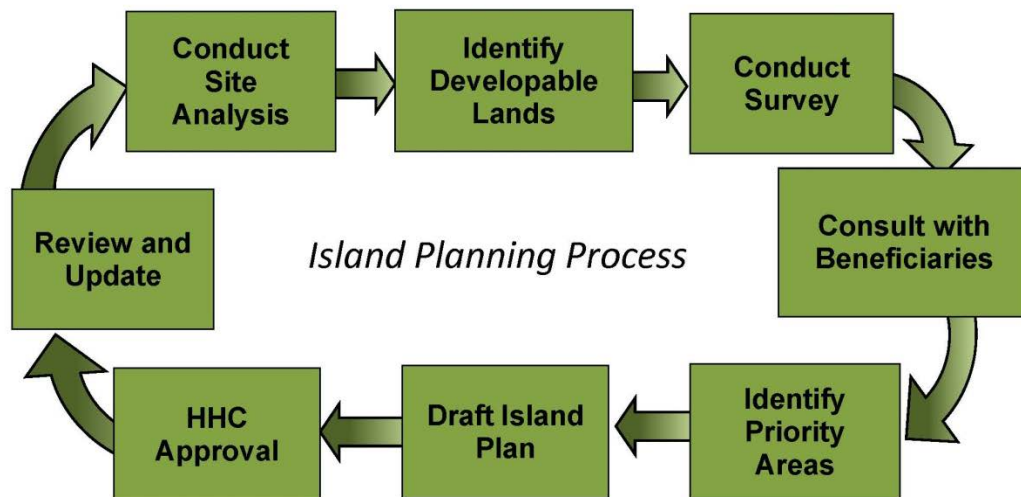 Conduct
Site
Analysis
Identify
Developable
Lands
Conduct
Survey
Consult with
Beneficiaries
Identify
Priority
Areas
Draft Island
Plan
HHC
Approval
Review and
Update
Island Planning Process